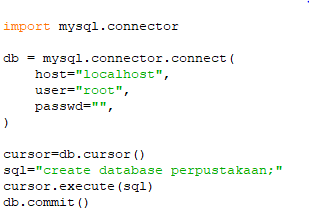 import mysql.connector

db = mysql.connector.connect(
    host="localhost",
    user="root",
    passwd="",
)

cursor=db.cursor()
sql="create database perpustakaan;"
cursor.execute(sql)
db.commit()